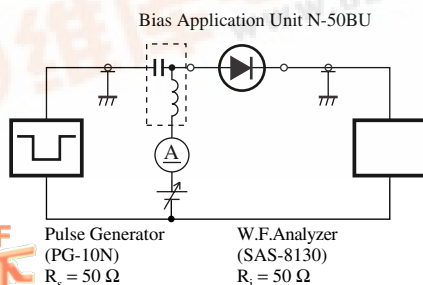 Bias Application Unit N-50BU
A
Pulse Generator
(PG-10N)
Rs = 50 Ω
W.F.Analyzer
(SAS-8130)
Ri = 50 Ω